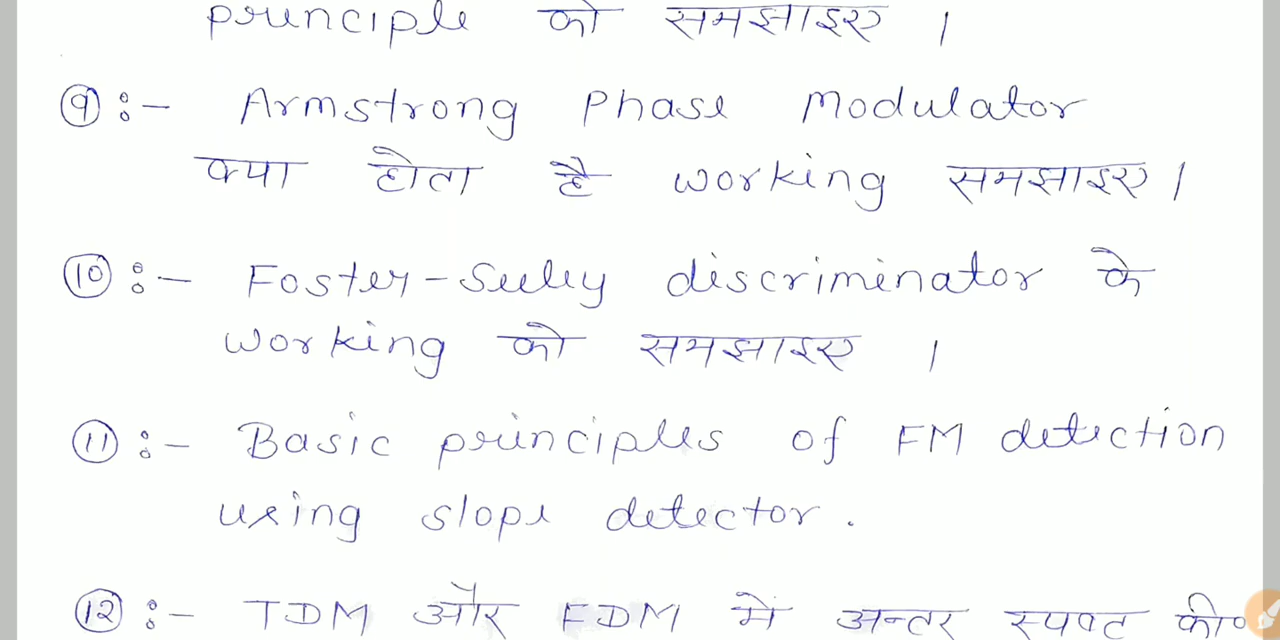 principle को समझाइए ।
⑨ :- Armstrong Phase Modulator
क्या होता है working समझाइए ।
⑩ :- Foster-Seeley discriminator के
working को समझाइए ।
⑪ :- Basic principles of FM detection
using slope detector .
⑫ :- TDM और FDM में अन्तर स्पष्ट की०